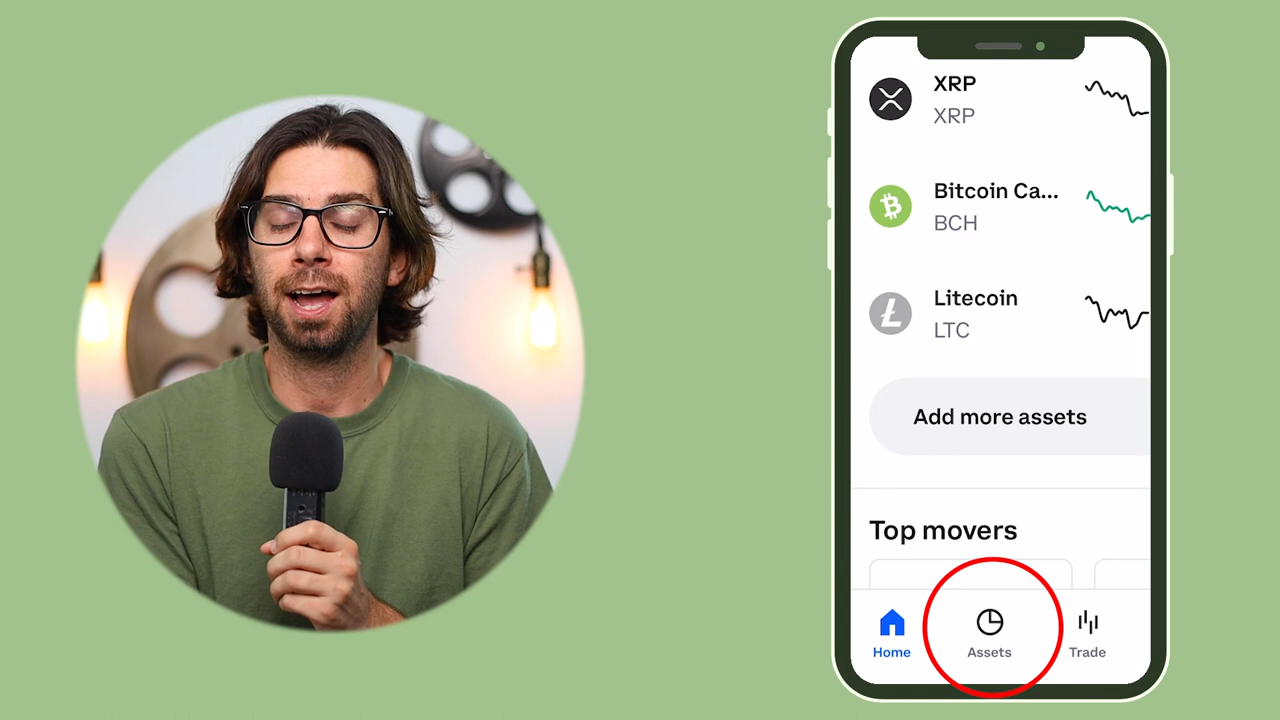 XRP
XRP
Bitcoin Ca...
BCH
Litecoin
LTC
Add more assets
Top movers
Home
Assets
Trade